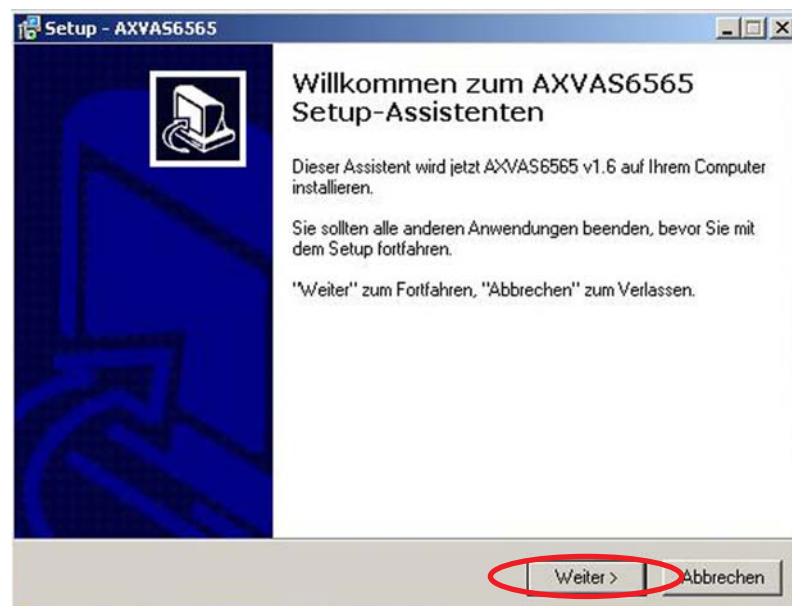 Setup - AXVAS6565
Willkommen zum AXVAS6565
Setup-Assistenten
Dieser Assistent wird jetzt AXVAS6565 v1.6 auf Ihrem Computer
installieren.
Sie sollten alle anderen Anwendungen beenden, bevor Sie mit
dem Setup fortfahren.
"Weiter" zum Fortfahren, "Abbrechen" zum Verlassen.
Weiter >
Abbrechen